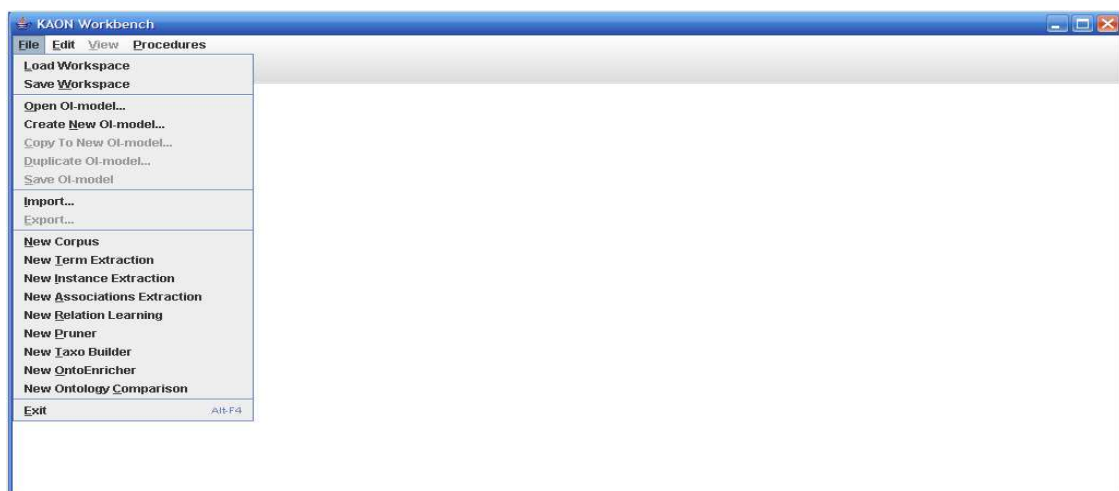 KAON Workbench
File Edit View Procedures
Load Workspace
Save Workspace
Open OI-model...
Create New OI-model...
Copy To New OI-model...
Duplicate OI-model...
Save OI-model
Import...
Export...
New Corpus
New Term Extraction
New Instance Extraction
New Associations Extraction
New Relation Learning
New Pruner
New Taxo Builder
New OntoEnricher
New Ontology Comparison
Exit Alt-F4